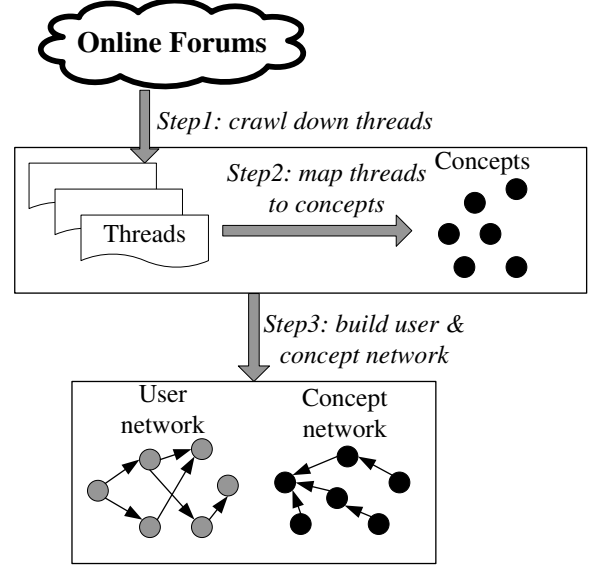 Online Forums
Step1: crawl down threads
Step2: map threads
to concepts
Concepts
Threads
Step3: build user &
concept network
User
network
Concept
network